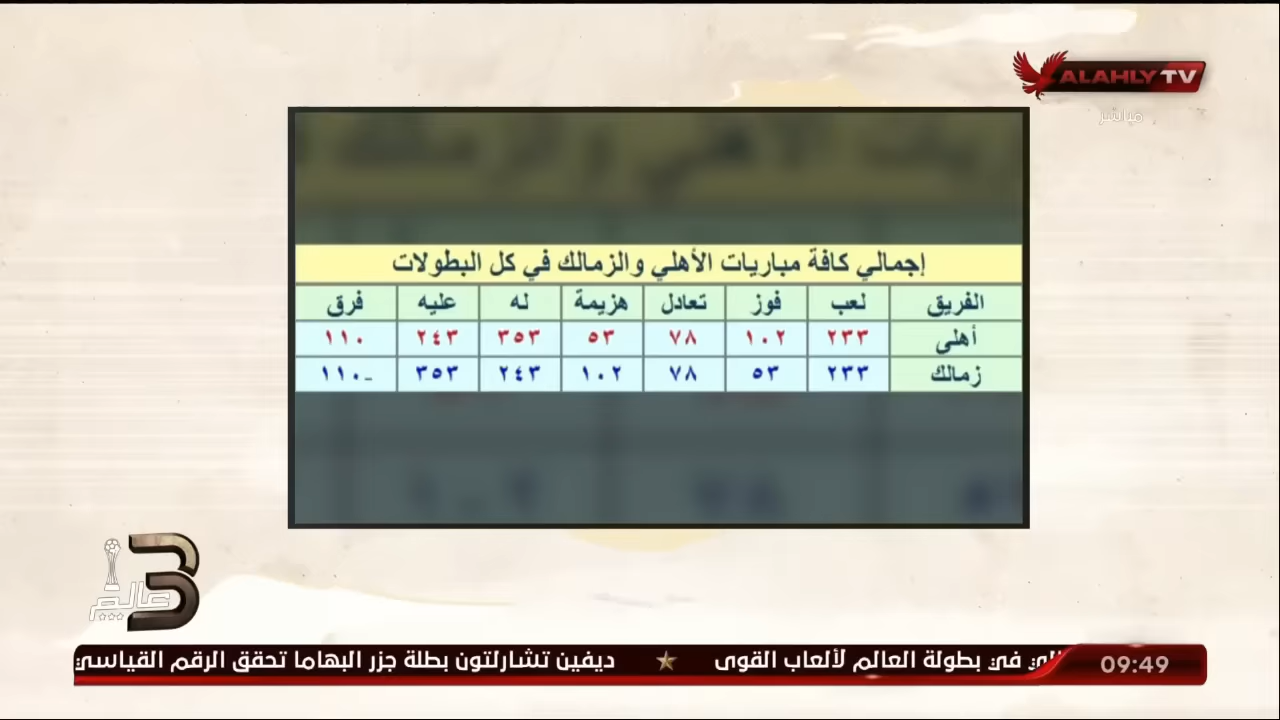 ALAHLY TV
مباشر
إجمالي كافة مباريات الأهلي والزمالك في كل البطولات
الفريق لعب فوز تعادل هزيمة له عليه فرق
أهلى ٢٣٣ ١٠٢ ٧٨ ٥٣ ٣٥٣ ٢٤٣ ١١٠
زمالك ٢٣٣ ٥٣ ٧٨ ١٠٢ ٢٤٣ ٣٥٣ -١١٠
3 عالم
في بطولة العالم لألعاب القوى ★ ديفين تشارلتون بطلة جزر البهاما تحقق الرقم القياسي
09:49